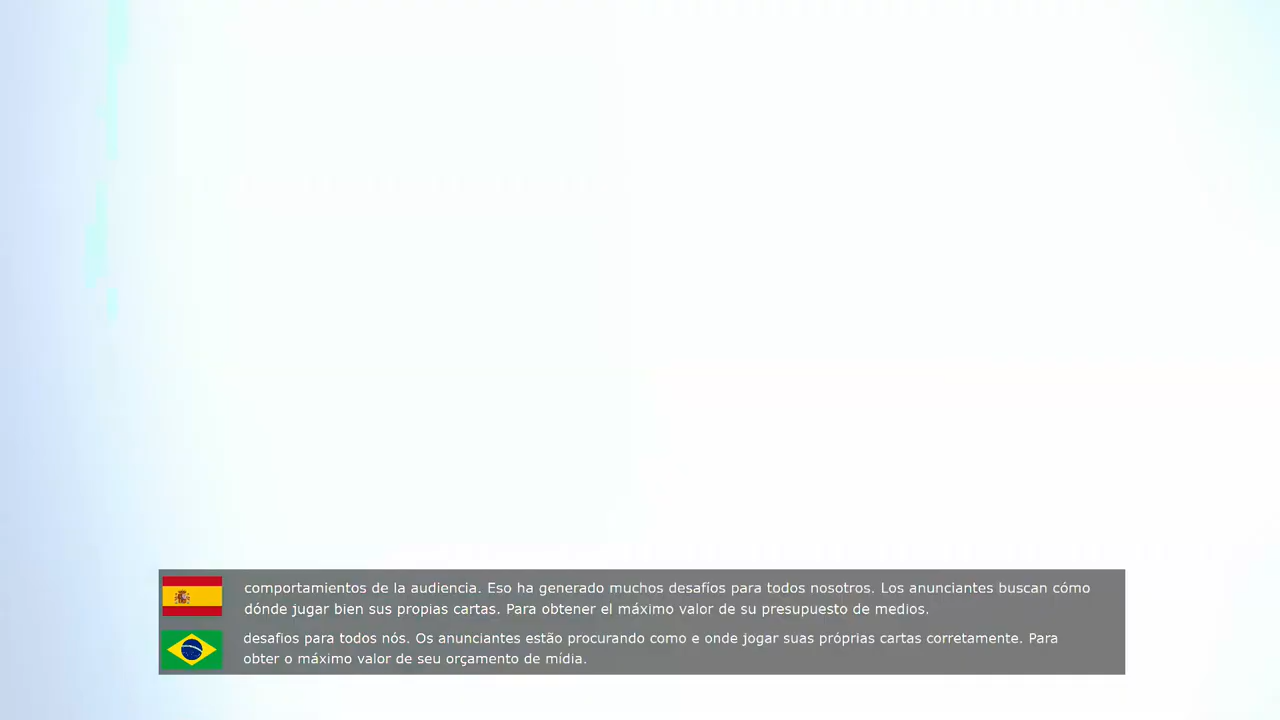 comportamientos de la audiencia. Eso ha generado muchos desafíos para todos nosotros. Los anunciantes buscan cómo
dónde jugar bien sus propias cartas. Para obtener el máximo valor de su presupuesto de medios.
desafios para todos nós. Os anunciantes estão procurando como e onde jogar suas próprias cartas corretamente. Para
obter o máximo valor de seu orçamento de mídia.